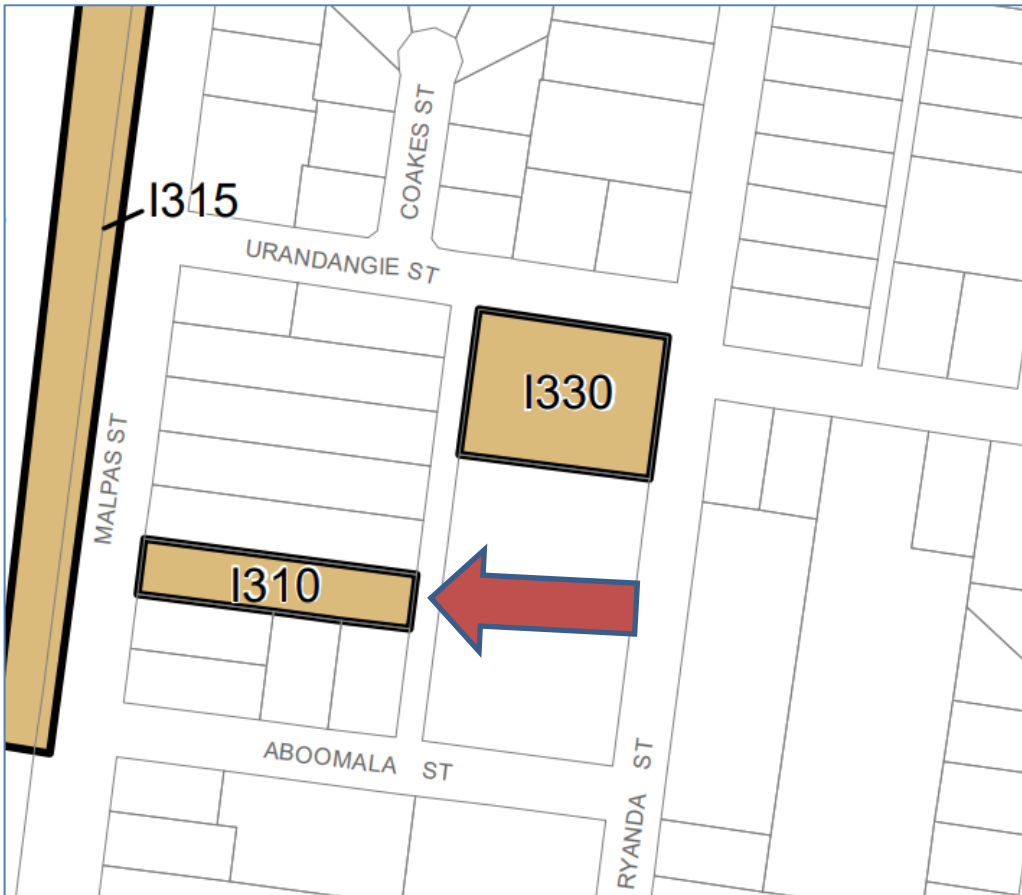 COAKES ST
I315
URANDANGIE ST
I330
MALPAS ST
I310
ABOOMALA ST
RYANDA ST